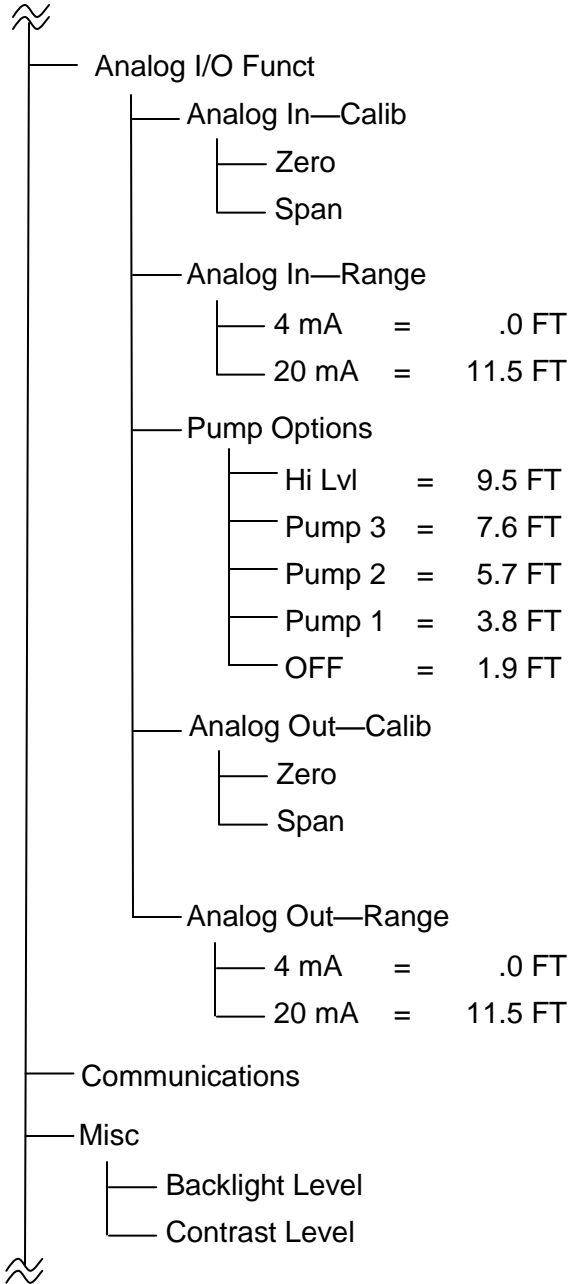 Analog I/O Funct
Analog In—Calib
Zero
Span
Analog In—Range
4 mA = .0 FT
20 mA = 11.5 FT
Pump Options
Hi Lvl = 9.5 FT
Pump 3 = 7.6 FT
Pump 2 = 5.7 FT
Pump 1 = 3.8 FT
OFF = 1.9 FT
Analog Out—Calib
Zero
Span
Analog Out—Range
4 mA = .0 FT
20 mA = 11.5 FT
Communications
Misc
Backlight Level
Contrast Level